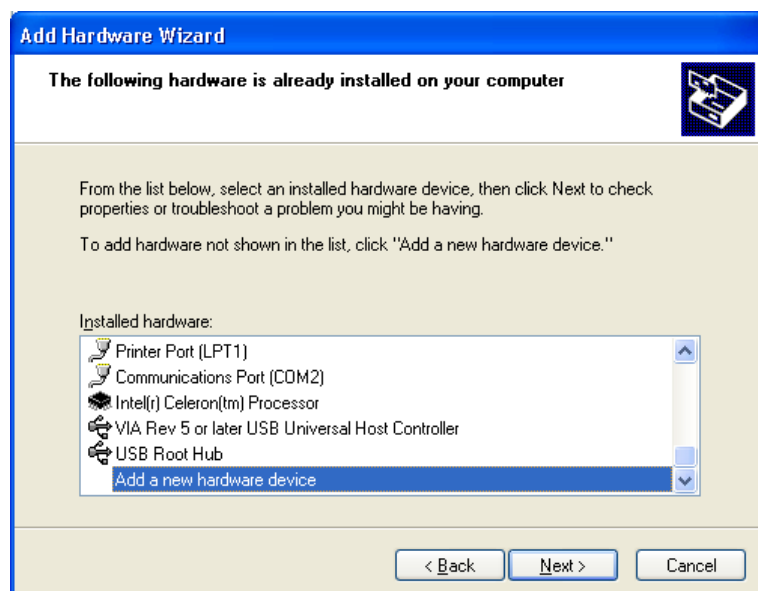 Add Hardware Wizard
The following hardware is already installed on your computer
From the list below, select an installed hardware device, then click Next to check
properties or troubleshoot a problem you might be having.
To add hardware not shown in the list, click "Add a new hardware device."
Installed hardware:
Printer Port (LPT1)
Communications Port (COM2)
Intel(r) Celeron(tm) Processor
VIA Rev 5 or later USB Universal Host Controller
USB Root Hub
Add a new hardware device
< Back Next > Cancel